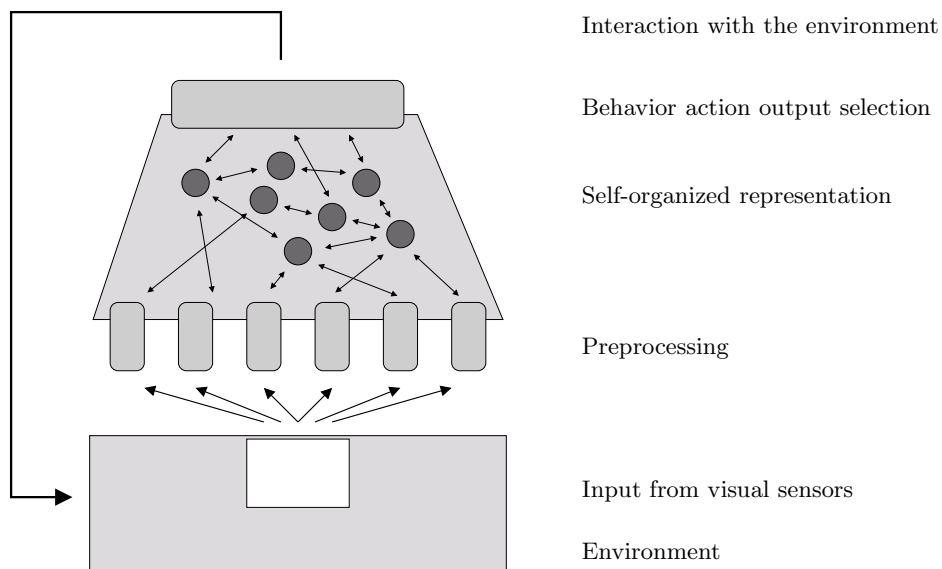 Interaction with the environment
Behavior action output selection
Self-organized representation
Preprocessing
Input from visual sensors
Environment